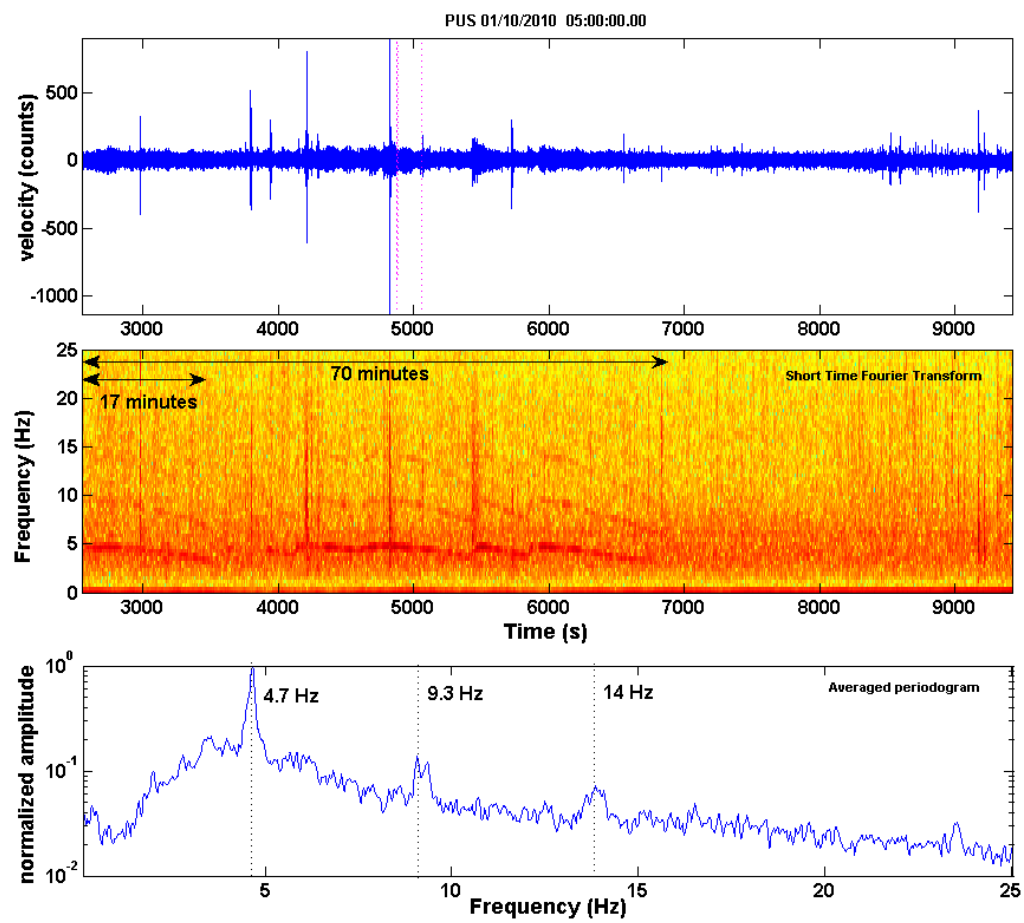 PUS 01/10/2010 05:00:00.00
velocity (counts)
500
0
-500
-1000
3000 4000 5000 6000 7000 8000 9000
Frequency (Hz)
25
20
15
10
5
0
70 minutes
17 minutes
Short Time Fourier Transform
3000 4000 5000 6000 7000 8000 9000
Time (s)
normalized amplitude
10^0
10^-1
10^-2
4.7 Hz
9.3 Hz
14 Hz
Averaged periodogram
5 10 15 20 25
Frequency (Hz)